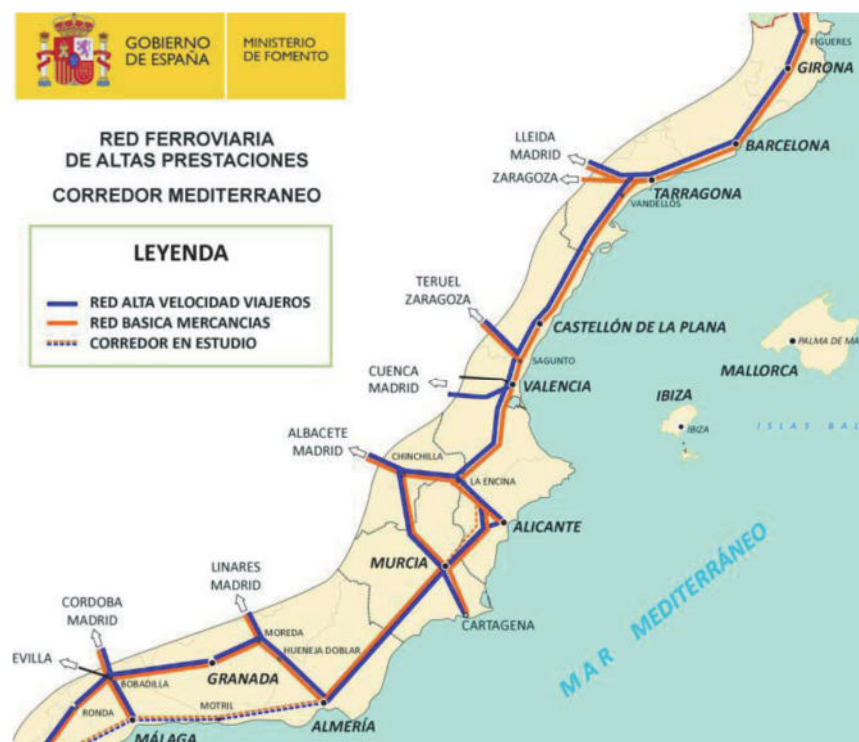 GOBIERNO
DE ESPAÑA
MINISTERIO
DE FOMENTO
RED FERROVIARIA
DE ALTAS PRESTACIONES
CORREDOR MEDITERRANEO
LEYENDA
RED ALTA VELOCIDAD VIAJEROS
RED BASICA MERCANCIAS
CORREDOR EN ESTUDIO
FIGUERES
GIRONA
BARCELONA
LLEIDA
MADRID
ZARAGOZA
TARRAGONA
VANDELLOS
TERUEL
ZARAGOZA
CASTELLÓN DE LA PLANA
SAGUNTO
CUENCA
MADRID
VALENCIA
PALMA DE MA
MALLORCA
IBIZA
IBIZA
ISLAS BAL
ALBACETE
MADRID
CHINCHILLA
LA ENCINA
ALICANTE
MURCIA
CARTAGENA
MAR MEDITERRÁNEO
LINARES
MADRID
CORDOBA
MADRID
MOREDA
HUENEJA DOBLAR
EVILLA
GRANADA
BOBADILLA
RONDA
MOTRIL
MÁLAGA
ALMERÍA